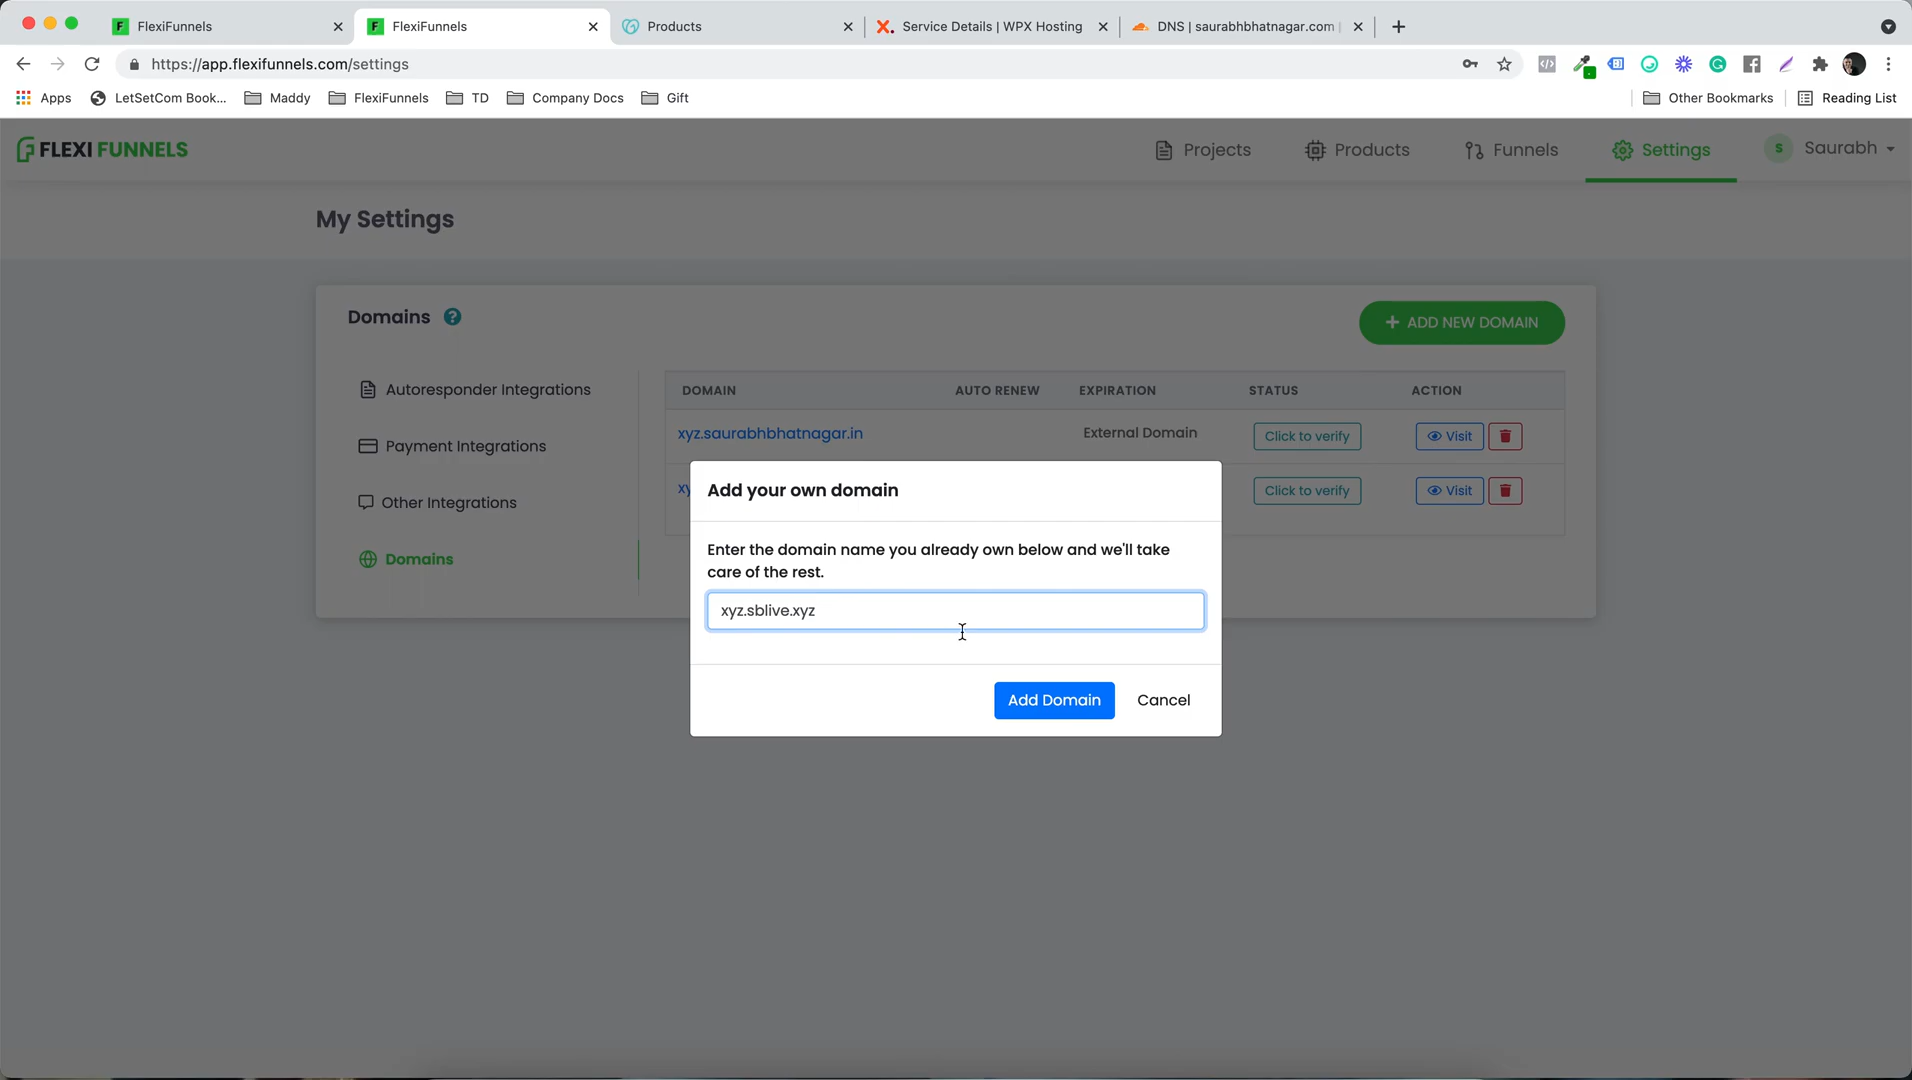 FlexiFunnels
FlexiFunnels
Products
Service Details | WPX Hosting
DNS | saurabhbhatnagar.com |
https://app.flexifunnels.com/settings
Apps
LetSetCom Book...
Maddy
FlexiFunnels
TD
Company Docs
Gift
Other Bookmarks
Reading List
FLEXI FUNNELS
Projects
Products
Funnels
Settings
S
Saurabh
My Settings
Domains ?
+ ADD NEW DOMAIN
Autoresponder Integrations
Payment Integrations
Other Integrations
Domains
DOMAIN AUTO RENEW EXPIRATION STATUS ACTION
xyz.saurabhbhatnagar.in External Domain Click to verify Visit
xy Click to verify Visit
Add your own domain
Enter the domain name you already own below and we'll take
care of the rest.
xyz.sblive.xyz
Add Domain
Cancel